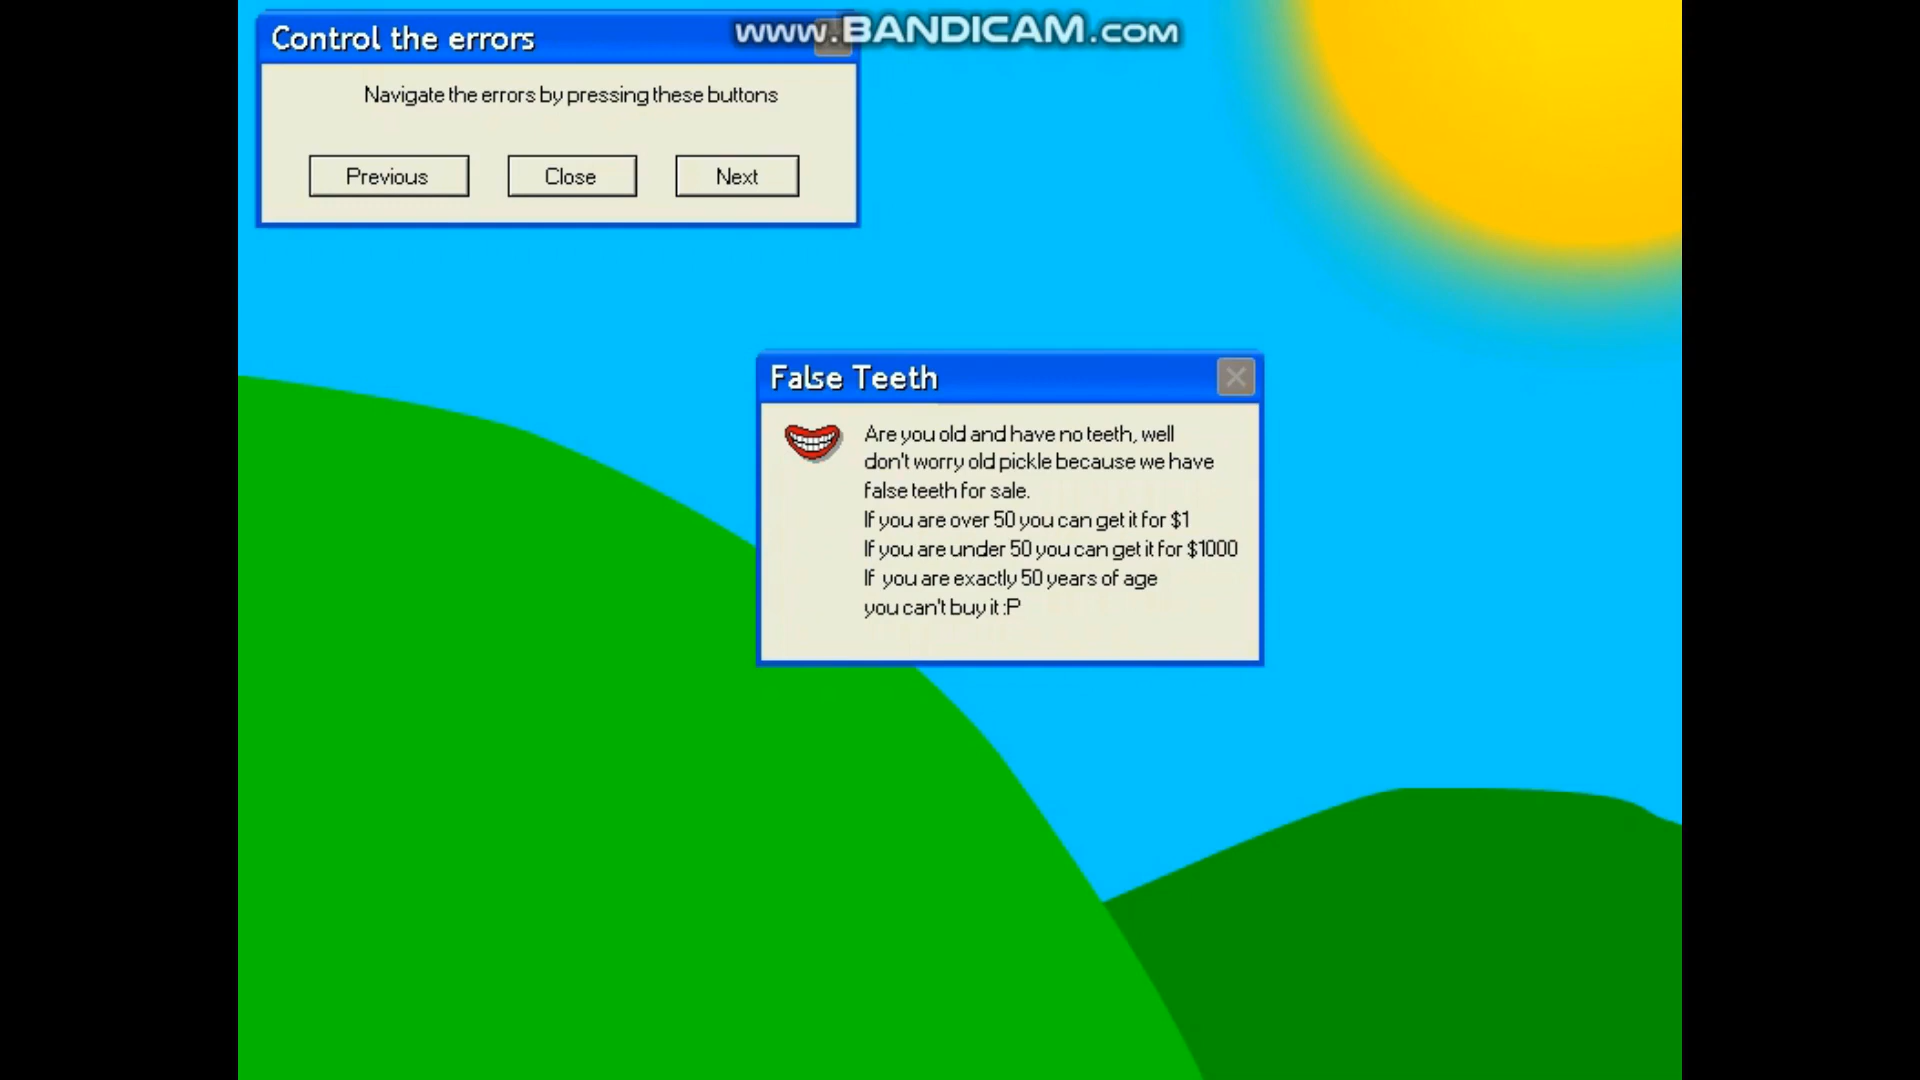 www.BANDICAM.com
Control the errors
Navigate the errors by pressing these buttons
Previous
Close
Next
False Teeth
Are you old and have no teeth, well
don't worry old pickle because we have
false teeth for sale.
If you are over 50 you can get it for $1
If you are under 50 you can get it for $1000
If you are exactly 50 years of age
you can't buy it :P